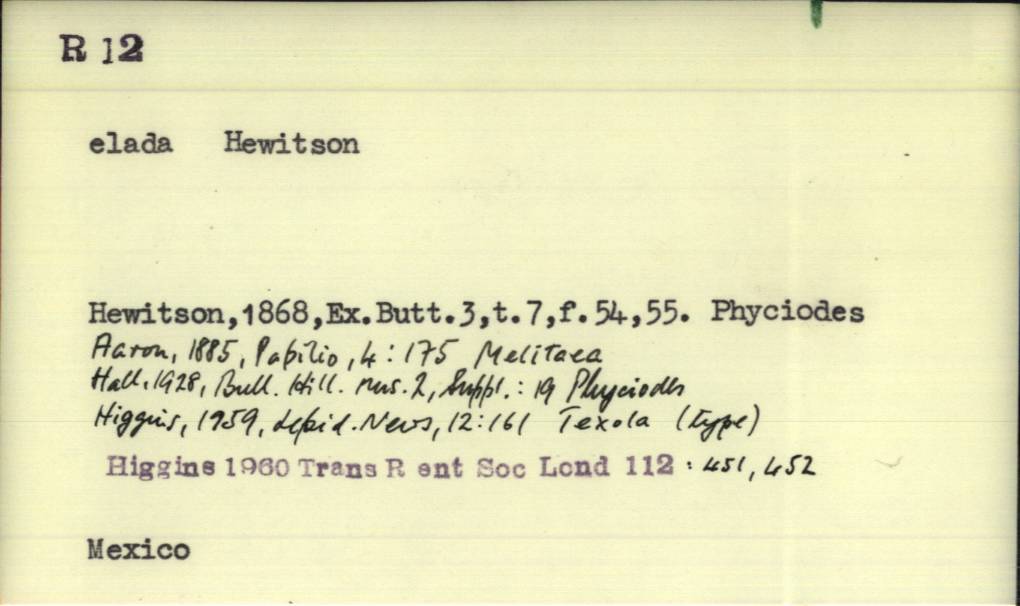 R 12
elada Hewitson
Hewitson,1868,Ex.Butt.3,t.7,f.54,55. Phyciodes
Aaron, 1885, Papilio, 4: 175 Melitaea
Hall, 1928, Bull. Hill. Mus. 2, Suppl.: 19 Phyciodes
Higgins, 1959, Lepid. News, 12:161 Texola (type)
Higgins 1960 Trans R ent Soc Lond 112 : 451, 452
Mexico